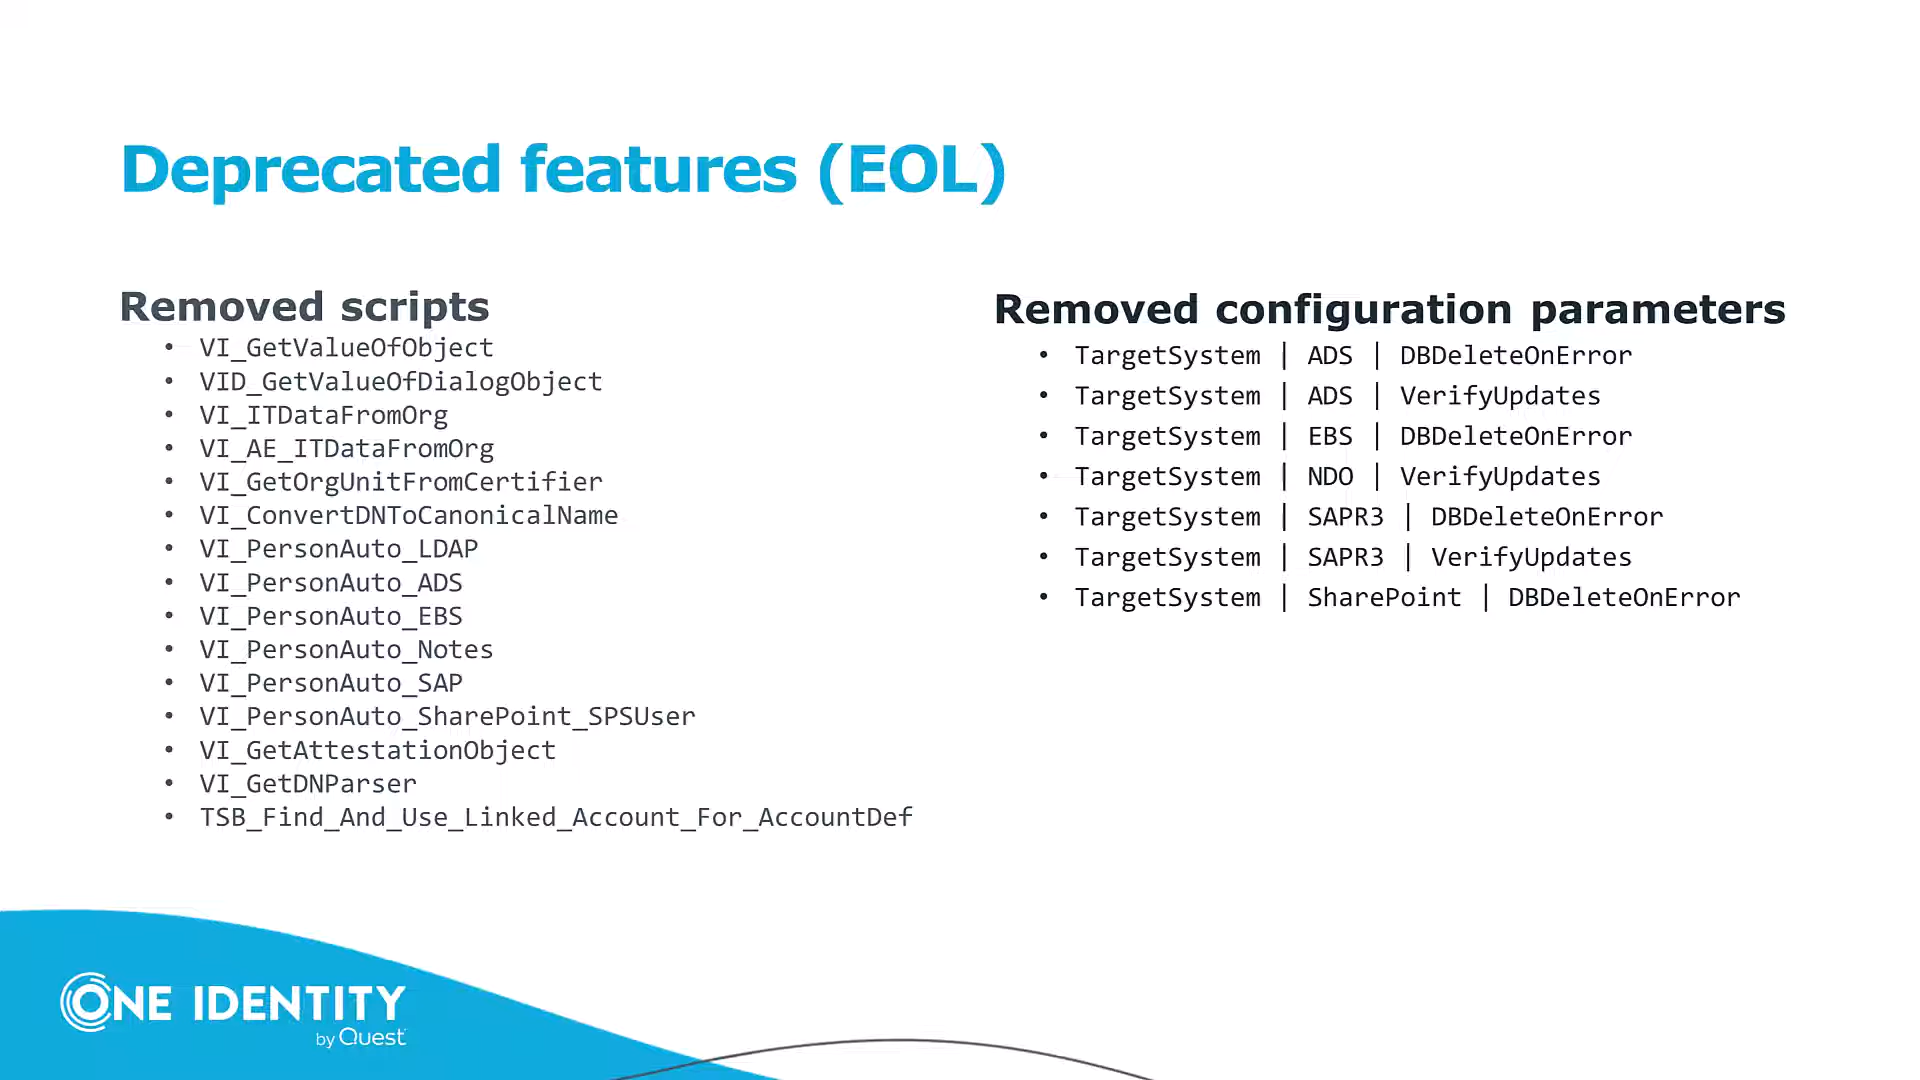 Deprecated features (EOL)
Removed scripts
• VI_GetValueOfObject
• VID_GetValueOfDialogObject
• VI_ITDataFromOrg
• VI_AE_ITDataFromOrg
• VI_GetOrgUnitFromCertifier
• VI_ConvertDNToCanonicalName
• VI_PersonAuto_LDAP
• VI_PersonAuto_ADS
• VI_PersonAuto_EBS
• VI_PersonAuto_Notes
• VI_PersonAuto_SAP
• VI_PersonAuto_SharePoint_SPSUser
• VI_GetAttestationObject
• VI_GetDNParser
• TSB_Find_And_Use_Linked_Account_For_AccountDef
Removed configuration parameters
• TargetSystem | ADS | DBDeleteOnError
• TargetSystem | ADS | VerifyUpdates
• TargetSystem | EBS | DBDeleteOnError
• TargetSystem | NDO | VerifyUpdates
• TargetSystem | SAPR3 | DBDeleteOnError
• TargetSystem | SAPR3 | VerifyUpdates
• TargetSystem | SharePoint | DBDeleteOnError
ONE IDENTITY
by Quest